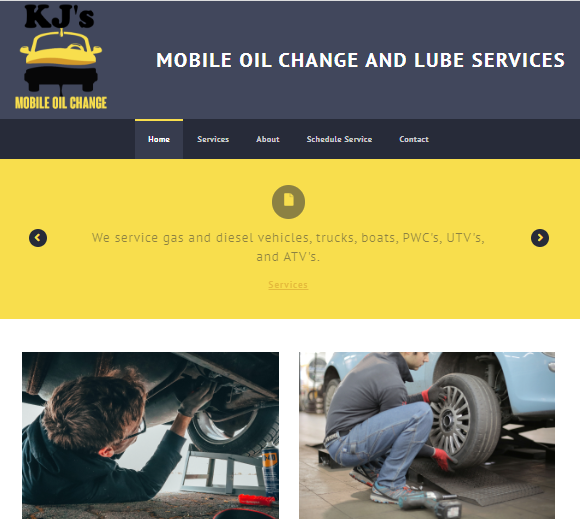 KJ's
MOBILE OIL CHANGE
MOBILE OIL CHANGE AND LUBE SERVICES
Home Services About Schedule Service Contact
We service gas and diesel vehicles, trucks, boats, PWC's, UTV's,
and ATV's.
Services